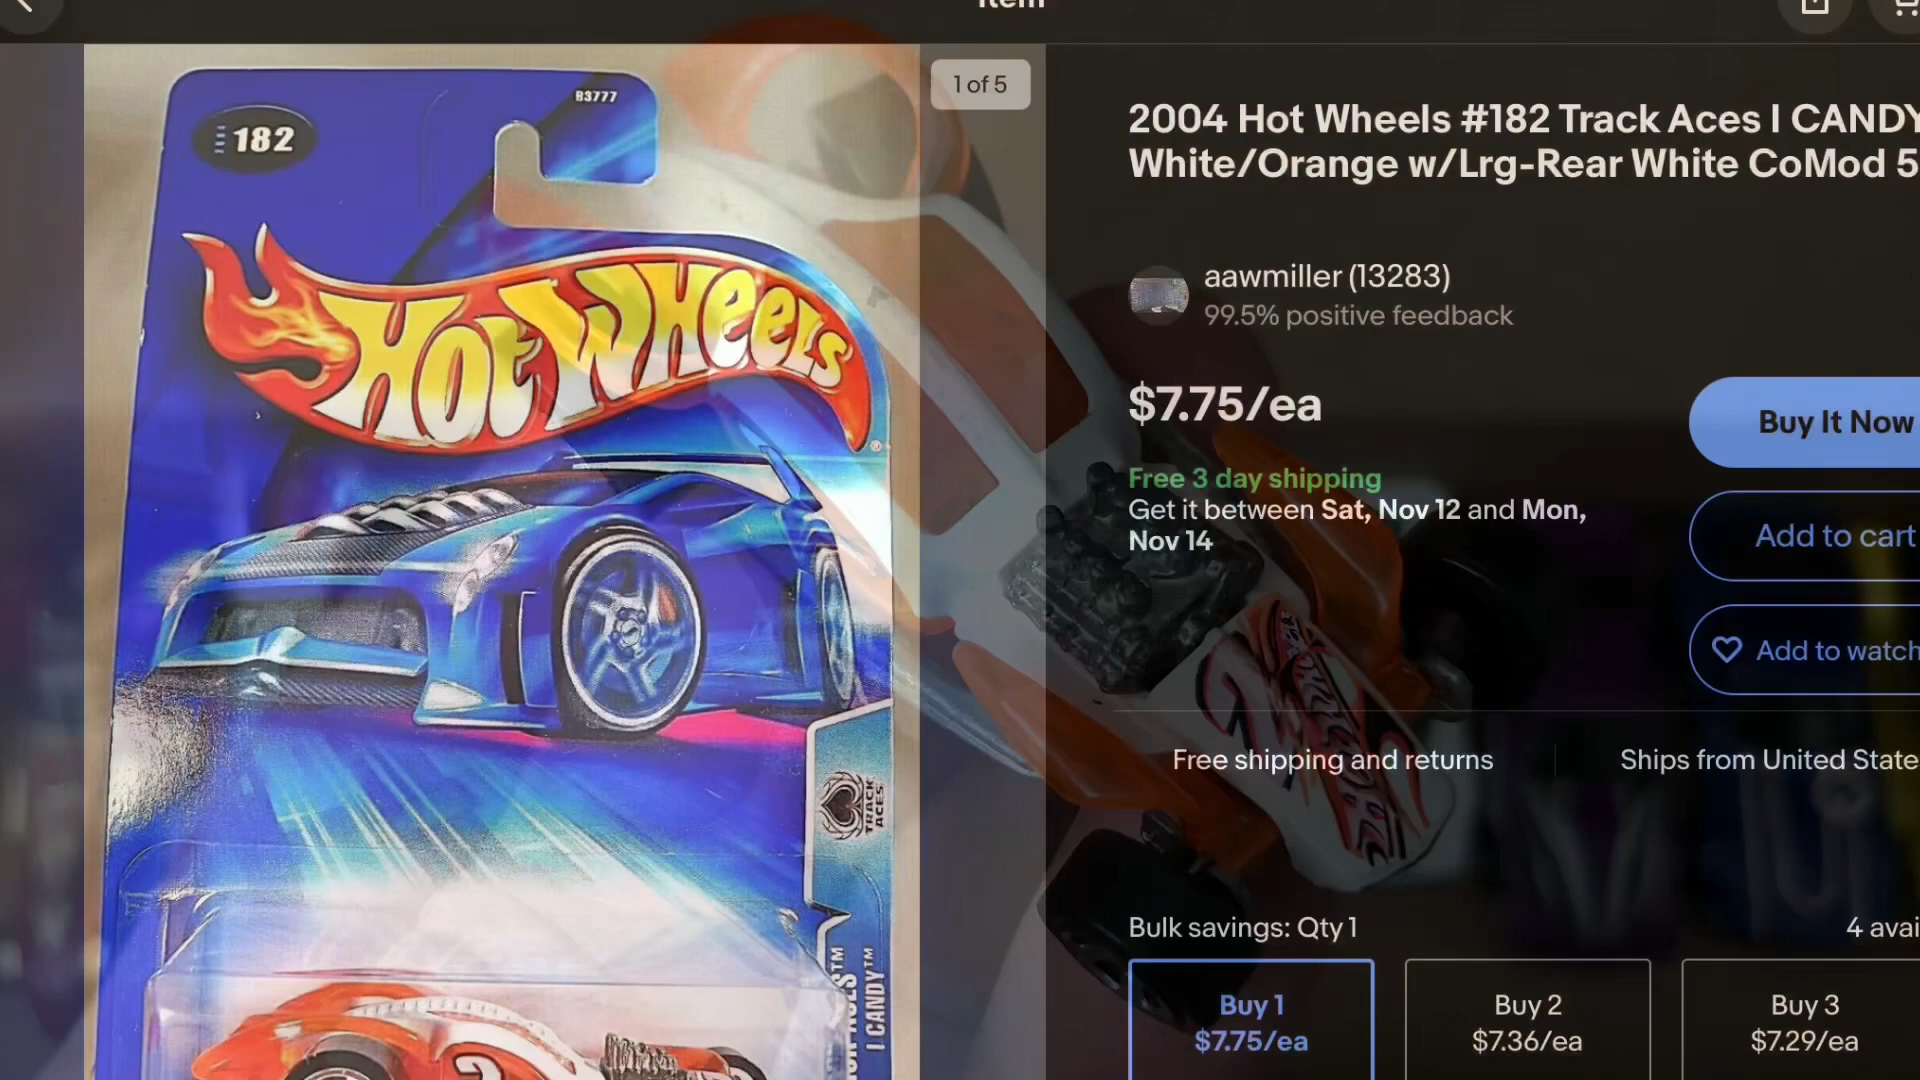 Item
1 of 5
B3777
182
HOT WHEELS
®
TRACK ACES
TRACK ACES™
I CANDY™
2004 Hot Wheels #182 Track Aces I CANDY
White/Orange w/Lrg-Rear White CoMod 5
aawmiller (13283)
99.5% positive feedback
$7.75/ea
Buy It Now
Free 3 day shipping
Get it between Sat, Nov 12 and Mon,
Nov 14
Add to cart
Add to watch
Free shipping and returns
Ships from United State
Bulk savings: Qty 1
4 avai
Buy 1
$7.75/ea
Buy 2
$7.36/ea
Buy 3
$7.29/ea